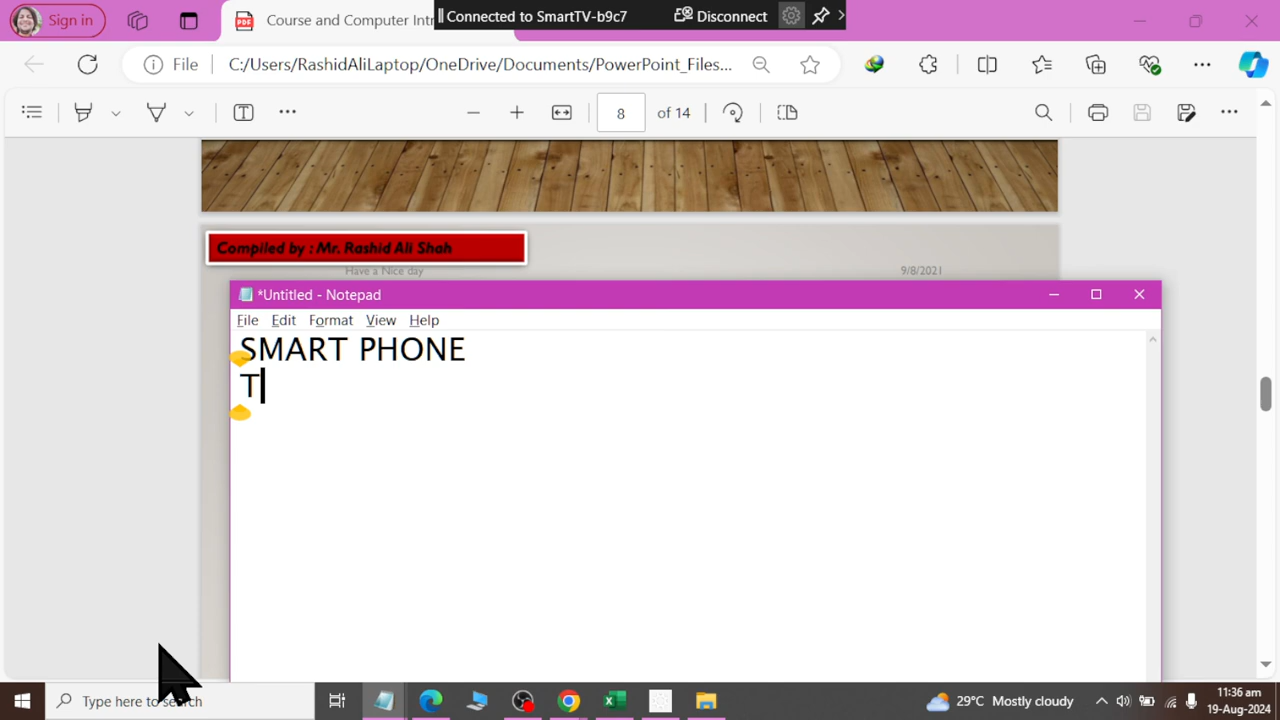 Sign in
Course and Computer Intr
Connected to SmartTV-b9c7
Disconnect
File
C:/Users/RashidAliLaptop/OneDrive/Documents/PowerPoint_Files...
8
of 14
Compiled by : Mr. Rashid Ali Shah
Have a Nice day
9/8/2021
*Untitled - Notepad
File Edit Format View Help
SMART PHONE
T
Type here to search
29°C Mostly cloudy
11:36 am
19-Aug-2024